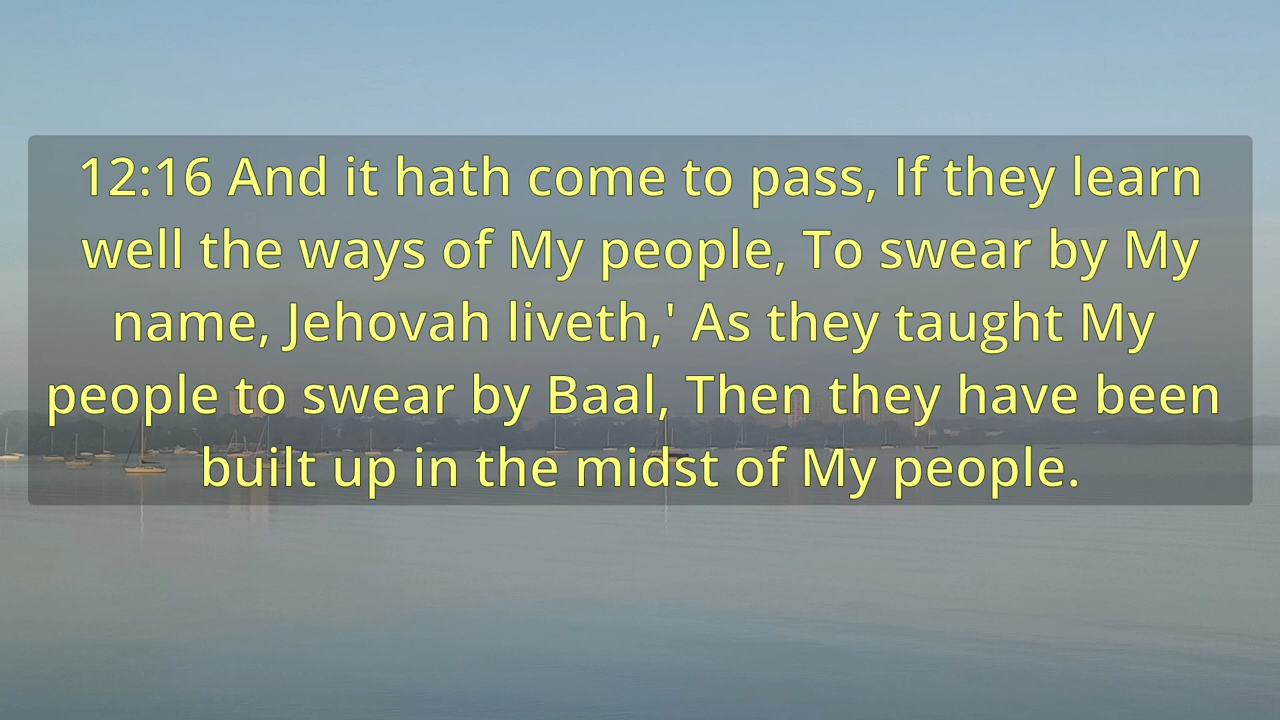 12:16 And it hath come to pass, If they learn
well the ways of My people, To swear by My
name, Jehovah liveth,' As they taught My
people to swear by Baal, Then they have been
built up in the midst of My people.